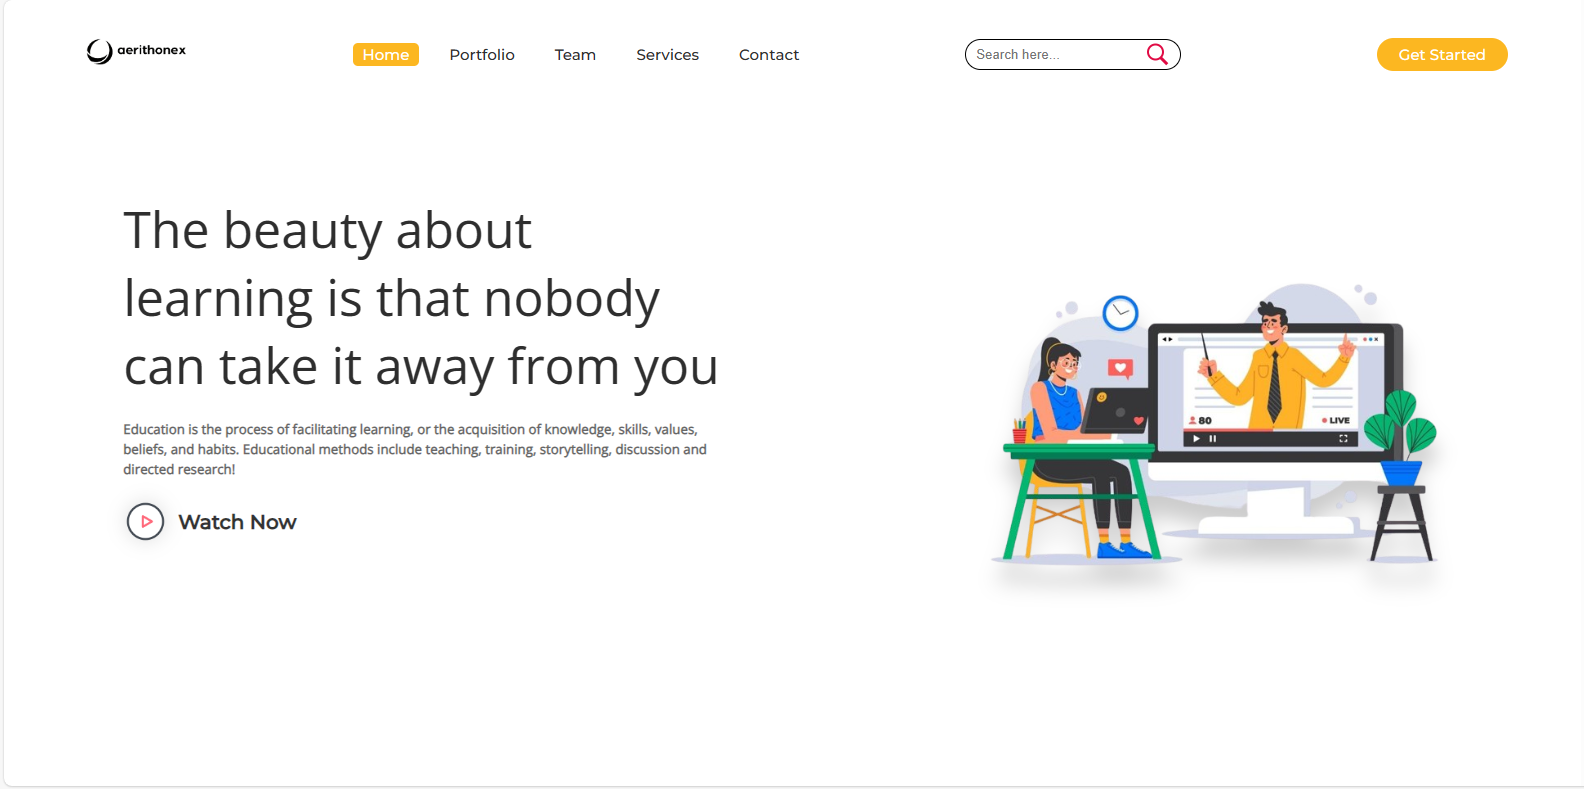 aerithonex
Home Portfolio Team Services Contact
Search here...
Get Started
The beauty about
learning is that nobody
can take it away from you
Education is the process of facilitating learning, or the acquisition of knowledge, skills, values,
beliefs, and habits. Educational methods include teaching, training, storytelling, discussion and
directed research!
Watch Now
80
LIVE